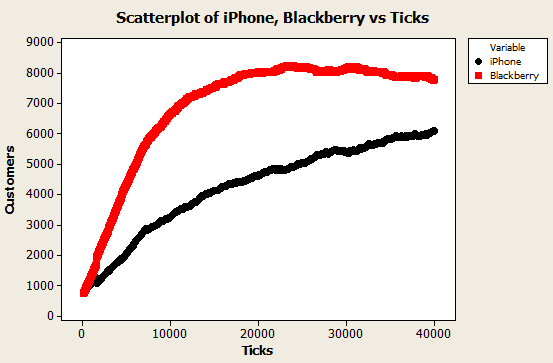 Scatterplot of iPhone, Blackberry vs Ticks
Variable
iPhone
Blackberry
Customers
9000
8000
7000
6000
5000
4000
3000
2000
1000
0
0 10000 20000 30000 40000
Ticks